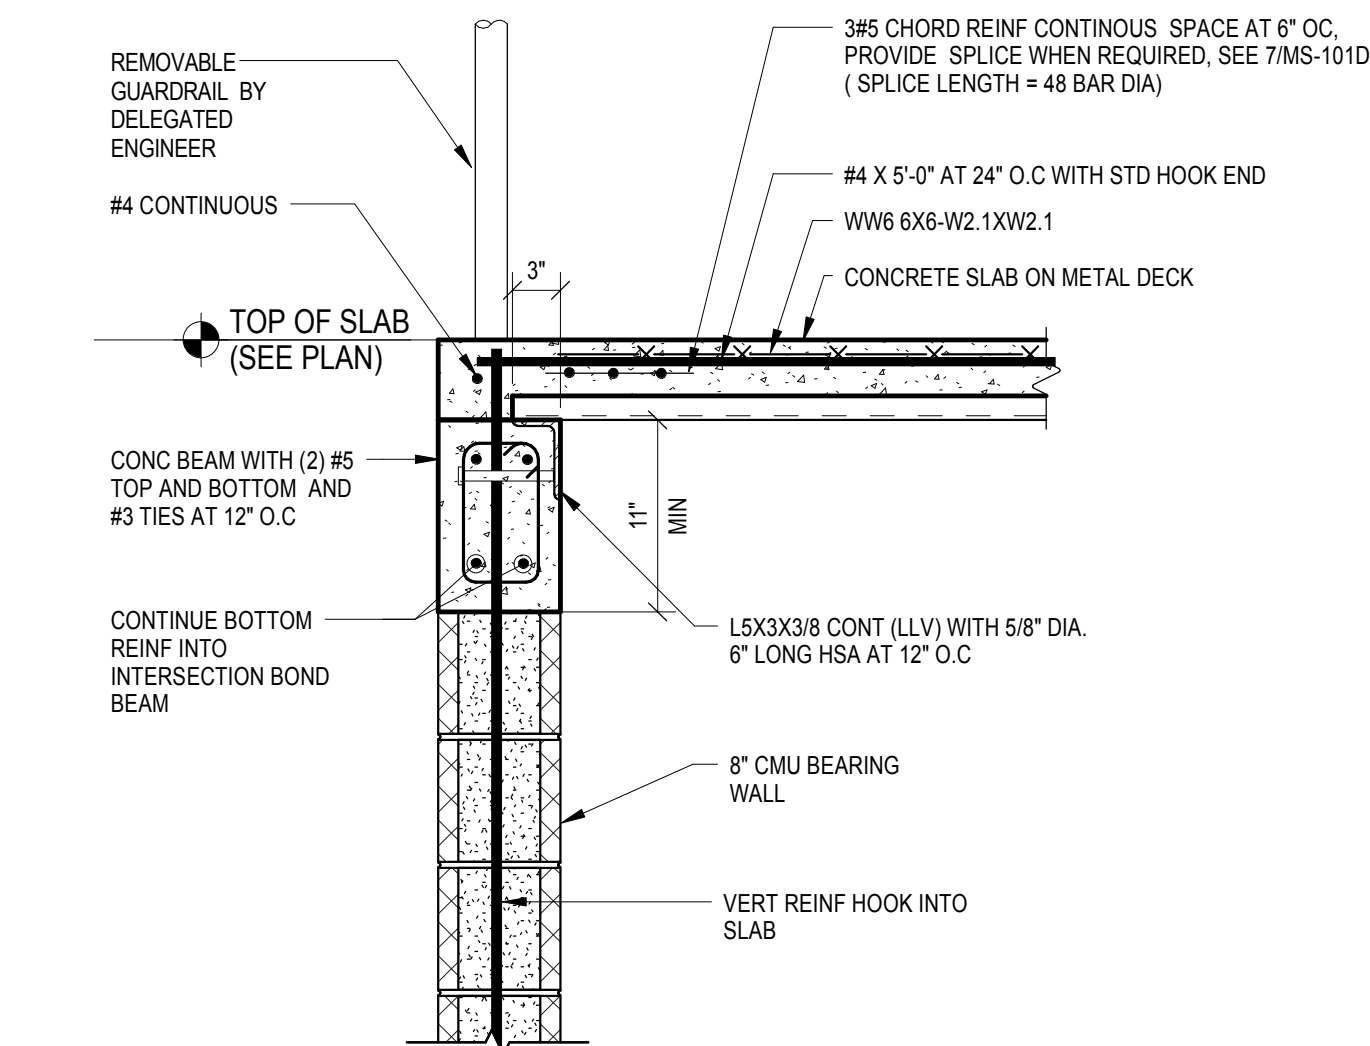 REMOVABLE
GUARDRAIL BY
DELEGATED
ENGINEER
#4 CONTINUOUS
3"
TOP OF SLAB
(SEE PLAN)
3#5 CHORD REINF CONTINOUS SPACE AT 6" OC,
PROVIDE SPLICE WHEN REQUIRED, SEE 7/MS-101D
( SPLICE LENGTH = 48 BAR DIA)
#4 X 5'-0" AT 24" O.C WITH STD HOOK END
WW6 6X6-W2.1XW2.1
CONCRETE SLAB ON METAL DECK
CONC BEAM WITH (2) #5
TOP AND BOTTOM AND
#3 TIES AT 12" O.C
11"
MIN
CONTINUE BOTTOM
REINF INTO
INTERSECTION BOND
BEAM
L5X3X3/8 CONT (LLV) WITH 5/8" DIA.
6" LONG HSA AT 12" O.C
8" CMU BEARING
WALL
VERT REINF HOOK INTO
SLAB